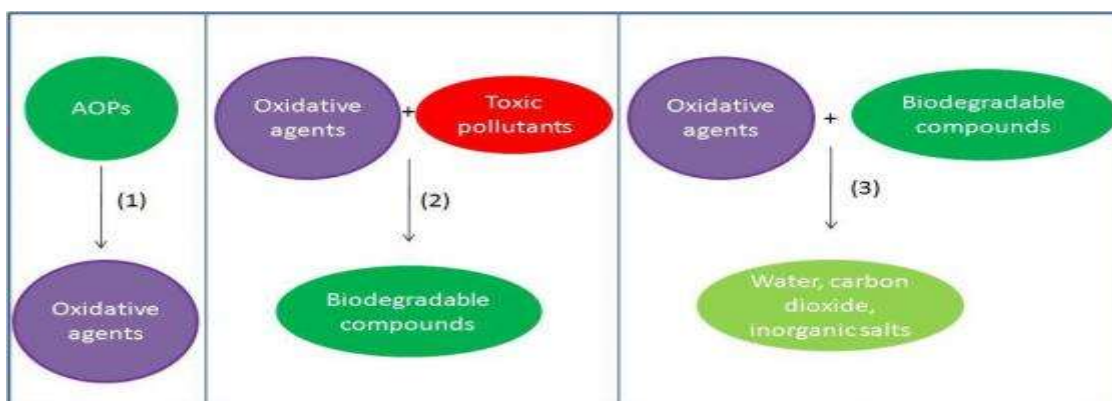 AOPs
(1)
Oxidative
agents
Oxidative
agents
+
Toxic
pollutants
(2)
Biodegradable
compounds
Oxidative
agents
+
Biodegradable
compounds
(3)
Water, carbon
dioxide,
inorganic salts